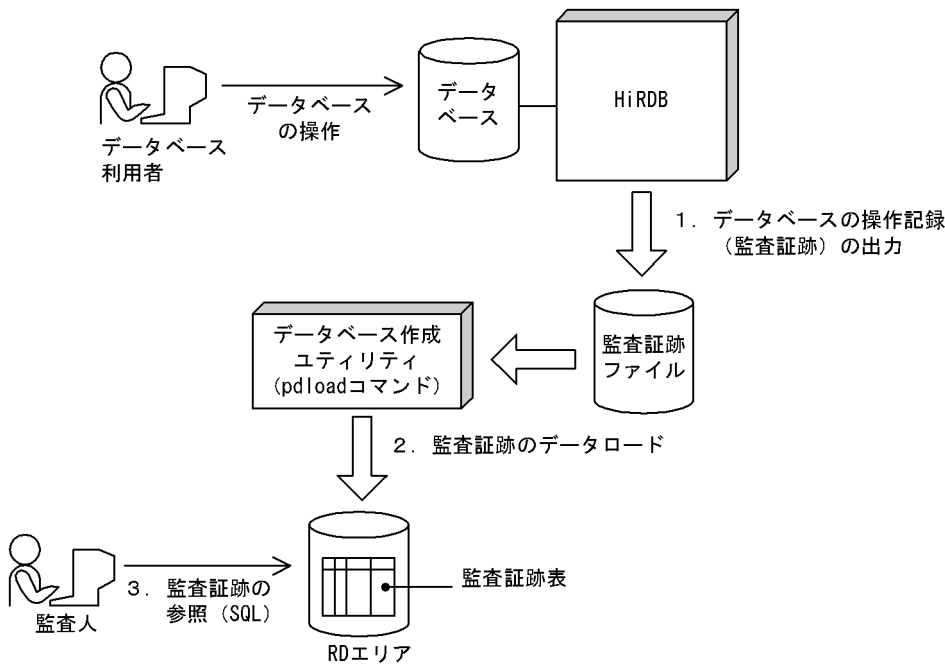 データ
ベース
HiRDB
データベース
の操作
データベース
利用者
1. データベースの操作記録
(監査証跡)の出力
データベース作成
ユティリティ
(pdloadコマンド)
監査証跡
ファイル
2. 監査証跡のデータロード
3. 監査証跡の
参照(SQL)
監査証跡表
監査人
RDエリア